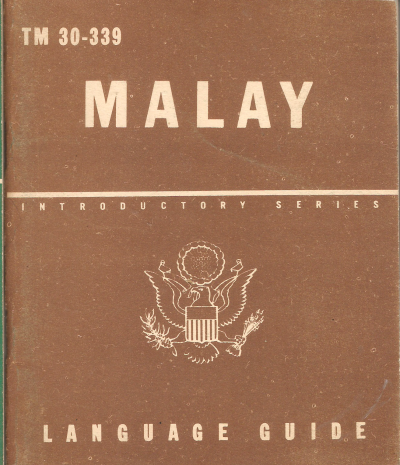 TM 30-339
MALAY
INTRODUCTORY SERIES
LANGUAGE GUIDE